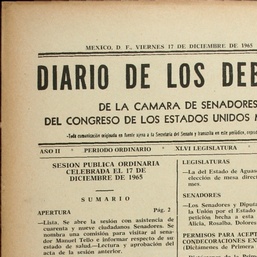 MEXICO, D. F., VIERNES 17 DE DICIEMBRE DE 1965
DIARIO DE LOS DEB
DE LA CAMARA DE SENADORES
DEL CONGRESO DE LOS ESTADOS UNIDOS M
AÑO II PERIODO ORDINARIO XLVI LEGISLATURA
SESION PUBLICA ORDINARIA
CELEBRADA EL 17 DE
DICIEMBRE DE 1965
SUMARIO
APERTURA Pág. 2
—Lista. Se abre la sesión con asistencia de
cuarenta y nueve ciudadanos Senadores. Se
nombra una comisión para visitar al senador
Manuel Tello e informar respecto de su
estado de salud.—Lectura y aprobación del
acta de la sesión anterior.
LEGISLATURAS
—La del Estado de Aguas
elección de mesa direc
mes.
SENADORES
—Los Senadores y Diputa
la Unión por el Estado
petición hecha a esta
Alicia, Rosalba, Dolores
PERMISOS PARA ACEPT
CONDECORACIONES EX
—Dictámenes de Primera